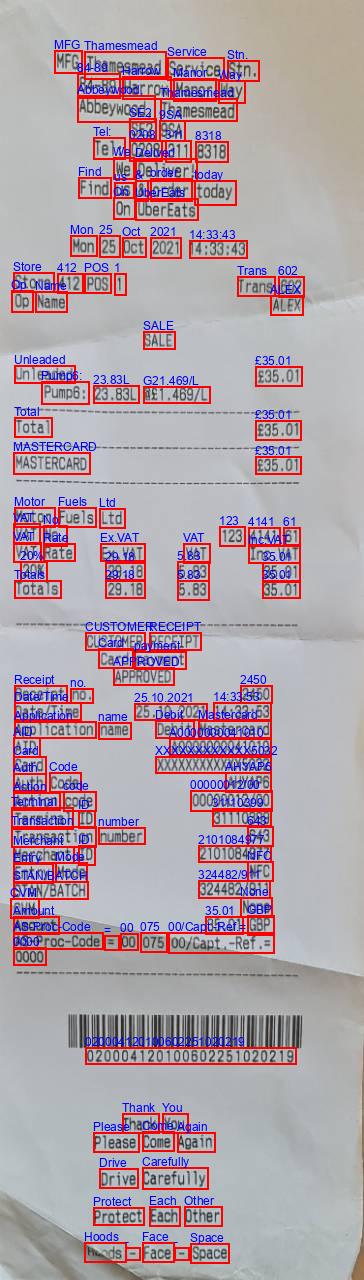 MFG Thamesmead Service Stn.
84-89 Harrow Manor Way
Abbeywood, Thamesmead
SE2 9SA
Tel: 0208 311 8318
We Deliver,
Find us & order today
On UberEats
Mon 25 Oct 2021 14:33:43
Store 412 POS 1 Trans 602
Op Name ALEX
SALE
Unleaded £35.01
Pump6: 23.83L @£1.469/L
Total £35.01
MASTERCARD £35.01
Motor Fuels Ltd
VAT No 123 4141 61
VAT Rate Ex.VAT VAT Inc.VAT
20% 29.18 5.83 35.01
Totals 29.18 5.83 35.01
CUSTOMER RECEIPT
Card payment
APPROVED
Receipt no.
Date/Time 25.10.2021 14:33:53
Application name Debit Mastercard
AID A0000000041010
Card
Auth. Code AHYAP6
Action code
Terminal ID
Transaction number 643
Merchant ID 2101084977
Entry Mode NFC
STAN/BATCH 324482/911
CVM None
Amount 35.01 GBP
AS-Proc-Code = 00 075 00/Capt.-Ref.=
0000
020004120100602251020219
Thank You
Please Come Again
Drive Carefully
Protect Each Other
Hoods - Face - Space